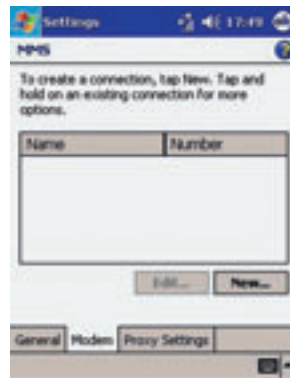 Settings 17:49
MMS
To create a connection, tap New. Tap and
hold on an existing connection for more
options.
Name Number
Edit... New...
General Modem Proxy Settings